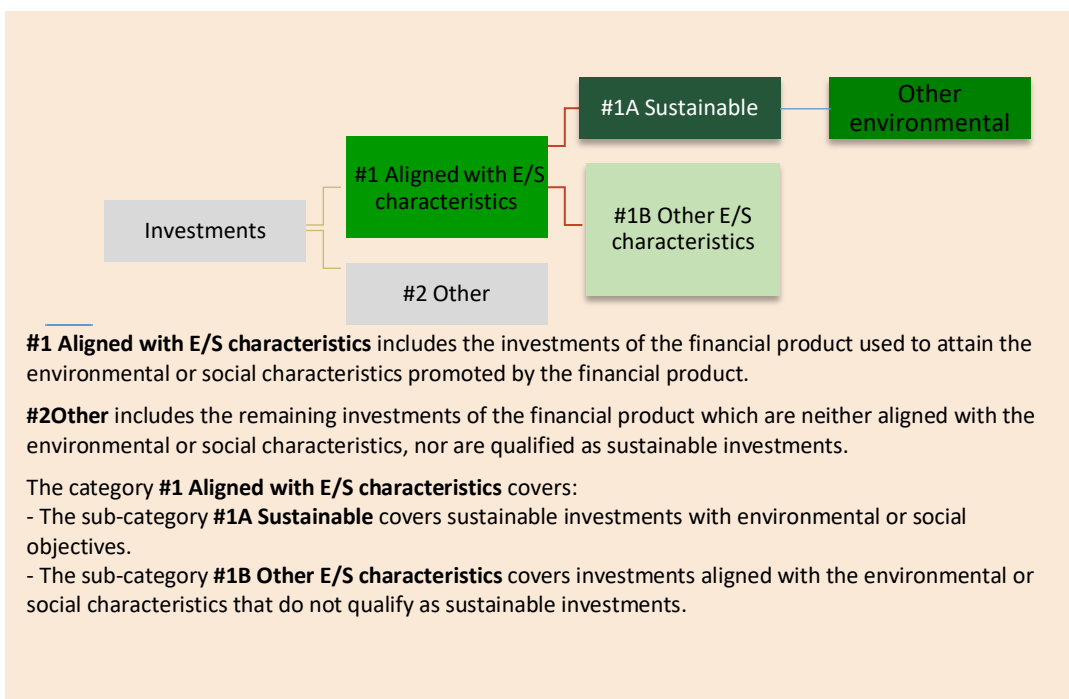 #1A Sustainable
Other
environmental
#1 Aligned with E/S
characteristics
#1B Other E/S
characteristics
Investments
#2 Other
#1 Aligned with E/S characteristics includes the investments of the financial product used to attain the
environmental or social characteristics promoted by the financial product.
#2Other includes the remaining investments of the financial product which are neither aligned with the
environmental or social characteristics, nor are qualified as sustainable investments.
The category #1 Aligned with E/S characteristics covers:
- The sub-category #1A Sustainable covers sustainable investments with environmental or social
objectives.
- The sub-category #1B Other E/S characteristics covers investments aligned with the environmental or
social characteristics that do not qualify as sustainable investments.